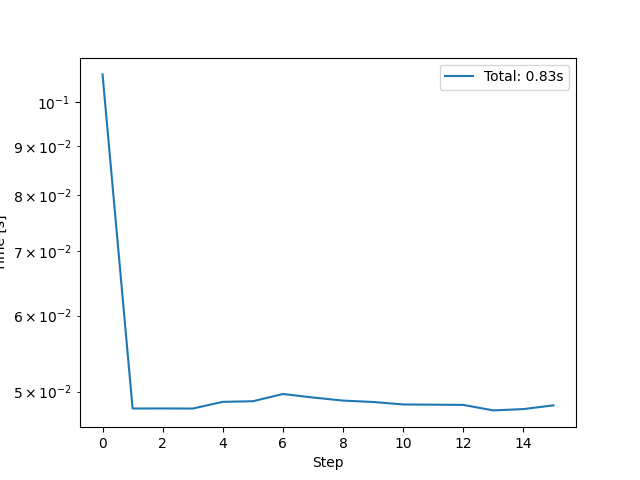 Total: 0.83s
10⁻¹
9 × 10⁻²
8 × 10⁻²
7 × 10⁻²
6 × 10⁻²
5 × 10⁻²
Time [s]
0 2 4 6 8 10 12 14
Step